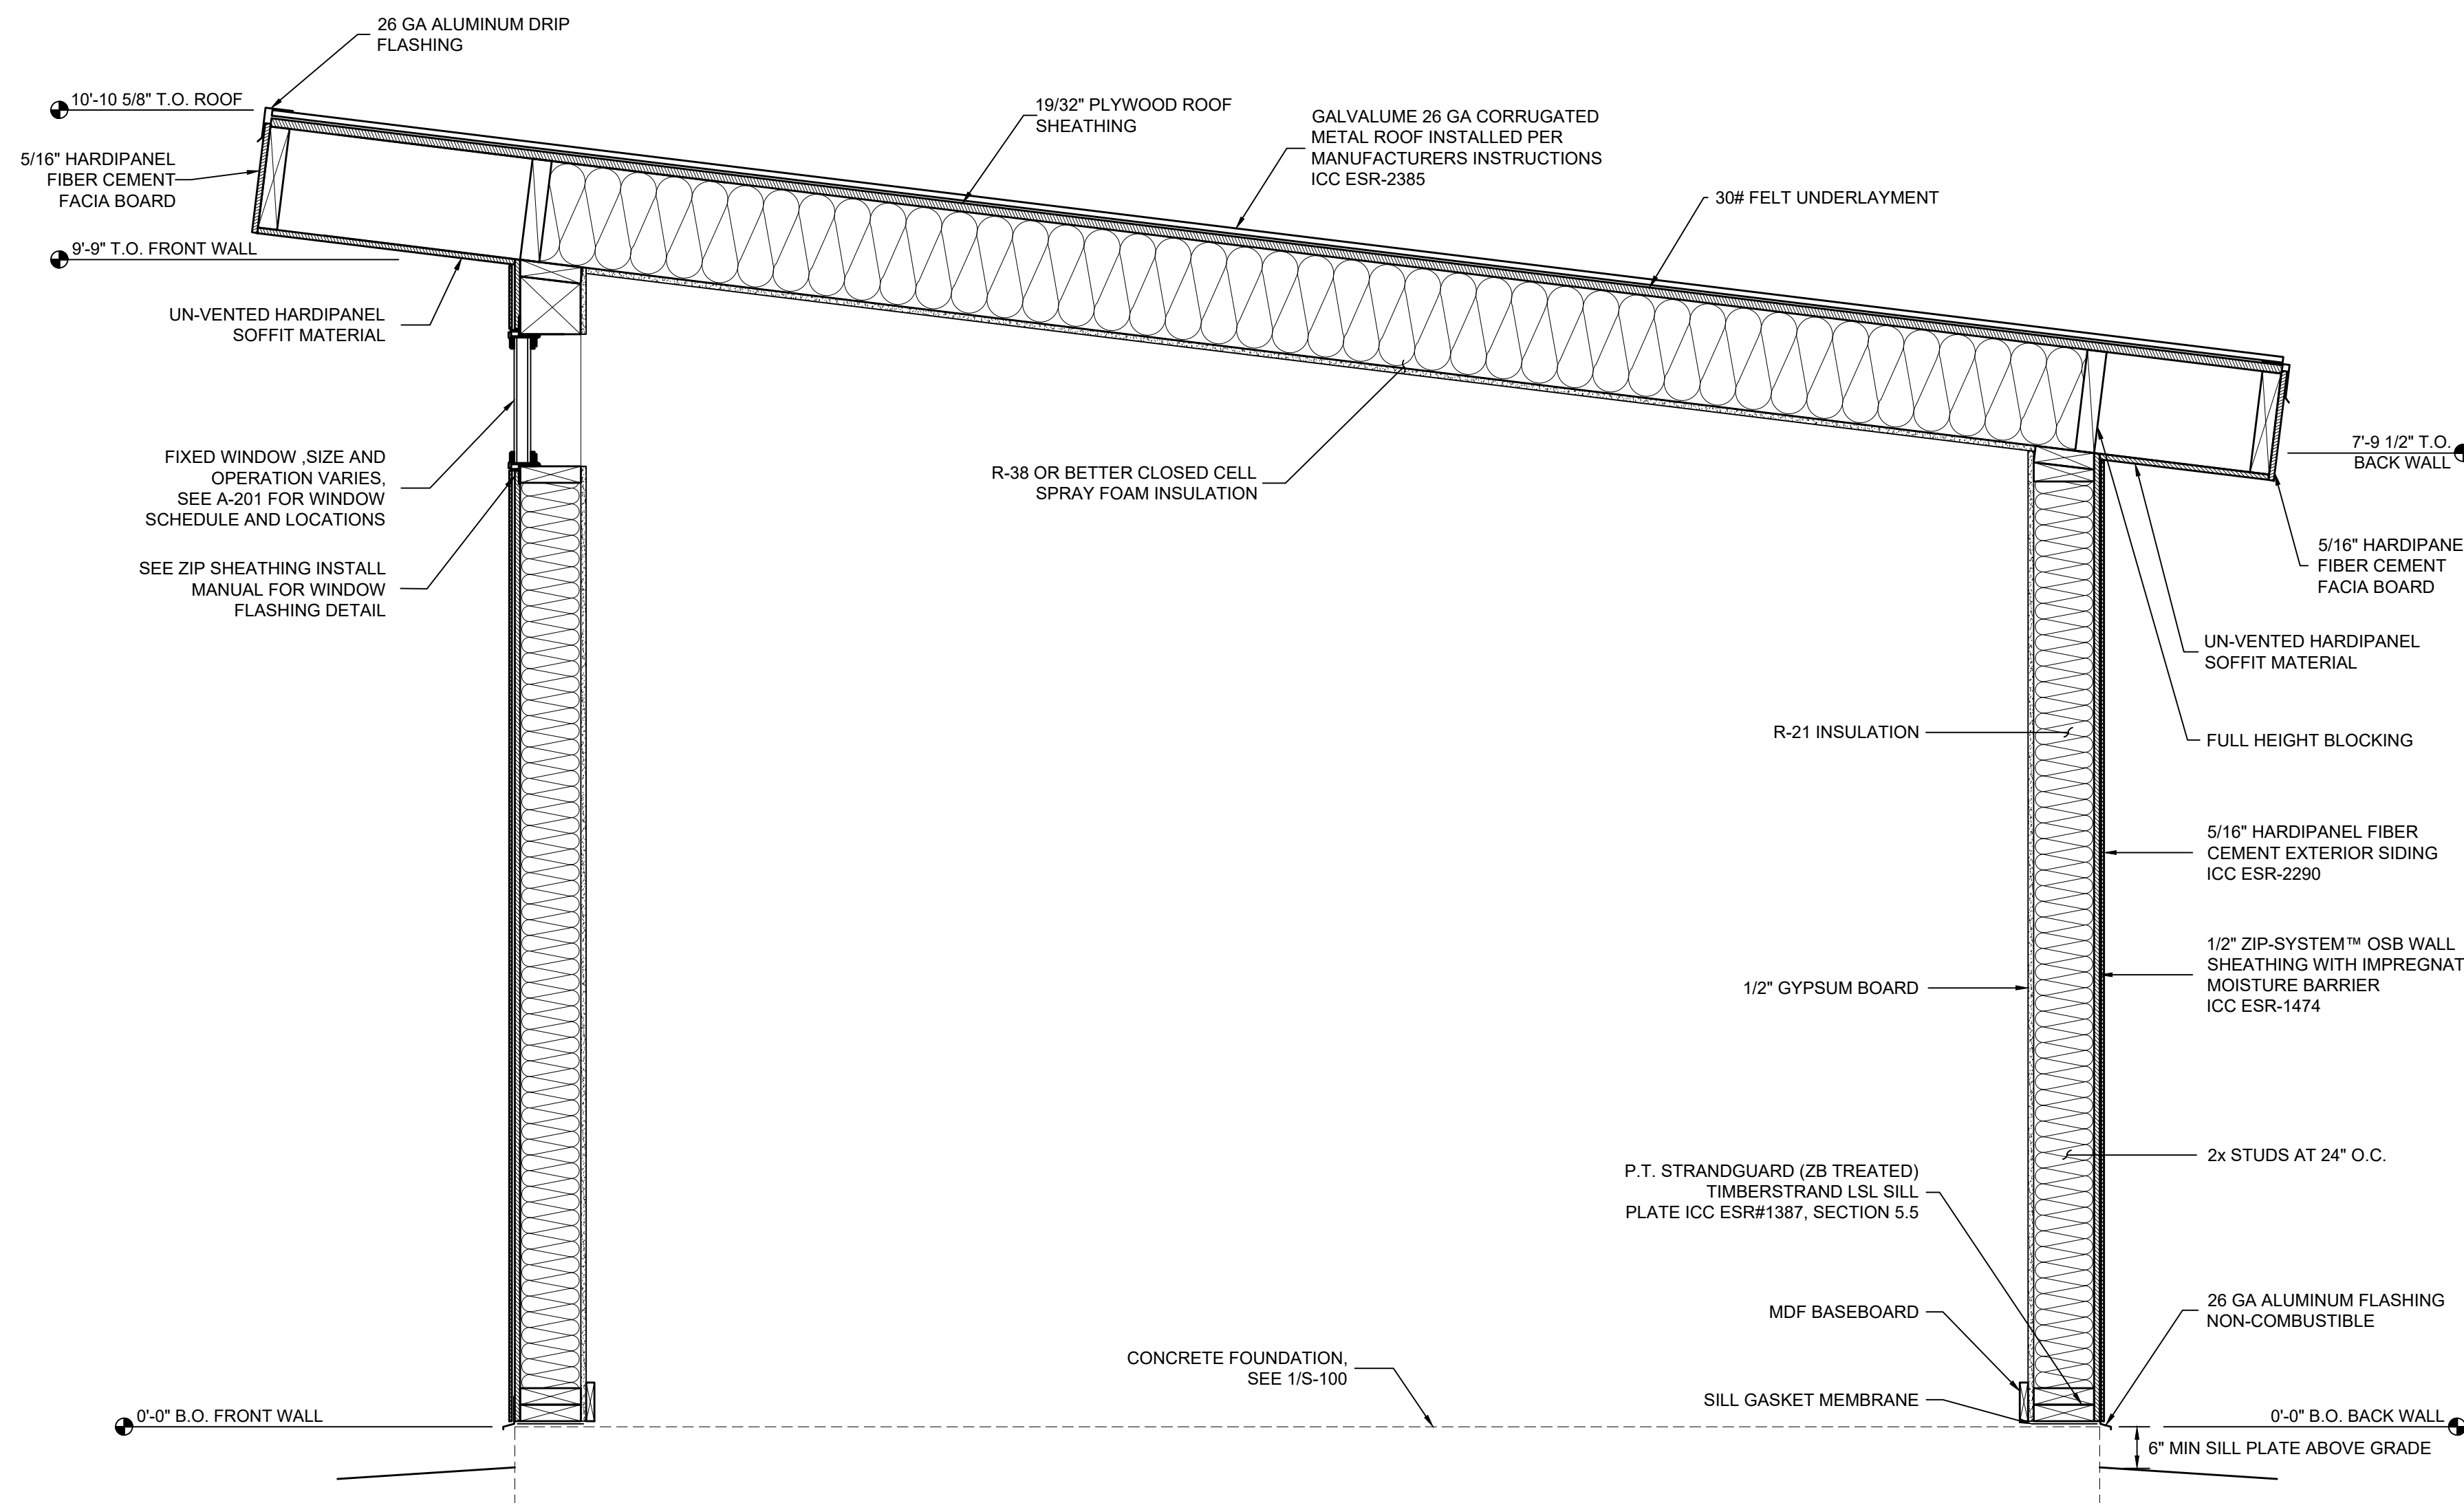 26 GA ALUMINUM DRIP
FLASHING
10'-10 5/8" T.O. ROOF
19/32" PLYWOOD ROOF
SHEATHING
GALVALUME 26 GA CORRUGATED
METAL ROOF INSTALLED PER
MANUFACTURERS INSTRUCTIONS
ICC ESR-2385
5/16" HARDIPANEL
FIBER CEMENT
FACIA BOARD
30# FELT UNDERLAYMENT
9'-9" T.O. FRONT WALL
UN-VENTED HARDIPANEL
SOFFIT MATERIAL
FIXED WINDOW ,SIZE AND
OPERATION VARIES,
SEE A-201 FOR WINDOW
SCHEDULE AND LOCATIONS
R-38 OR BETTER CLOSED CELL
SPRAY FOAM INSULATION
7'-9 1/2" T.O.
BACK WALL
SEE ZIP SHEATHING INSTALL
MANUAL FOR WINDOW
FLASHING DETAIL
5/16" HARDIPANE
FIBER CEMENT
FACIA BOARD
UN-VENTED HARDIPANEL
SOFFIT MATERIAL
R-21 INSULATION
FULL HEIGHT BLOCKING
5/16" HARDIPANEL FIBER
CEMENT EXTERIOR SIDING
ICC ESR-2290
1/2" ZIP-SYSTEM™ OSB WALL
SHEATHING WITH IMPREGNAT
MOISTURE BARRIER
ICC ESR-1474
1/2" GYPSUM BOARD
2x STUDS AT 24" O.C.
P.T. STRANDGUARD (ZB TREATED)
TIMBERSTRAND LSL SILL
PLATE ICC ESR#1387, SECTION 5.5
MDF BASEBOARD
26 GA ALUMINUM FLASHING
NON-COMBUSTIBLE
CONCRETE FOUNDATION,
SEE 1/S-100
SILL GASKET MEMBRANE
0'-0" B.O. FRONT WALL
0'-0" B.O. BACK WALL
6" MIN SILL PLATE ABOVE GRADE